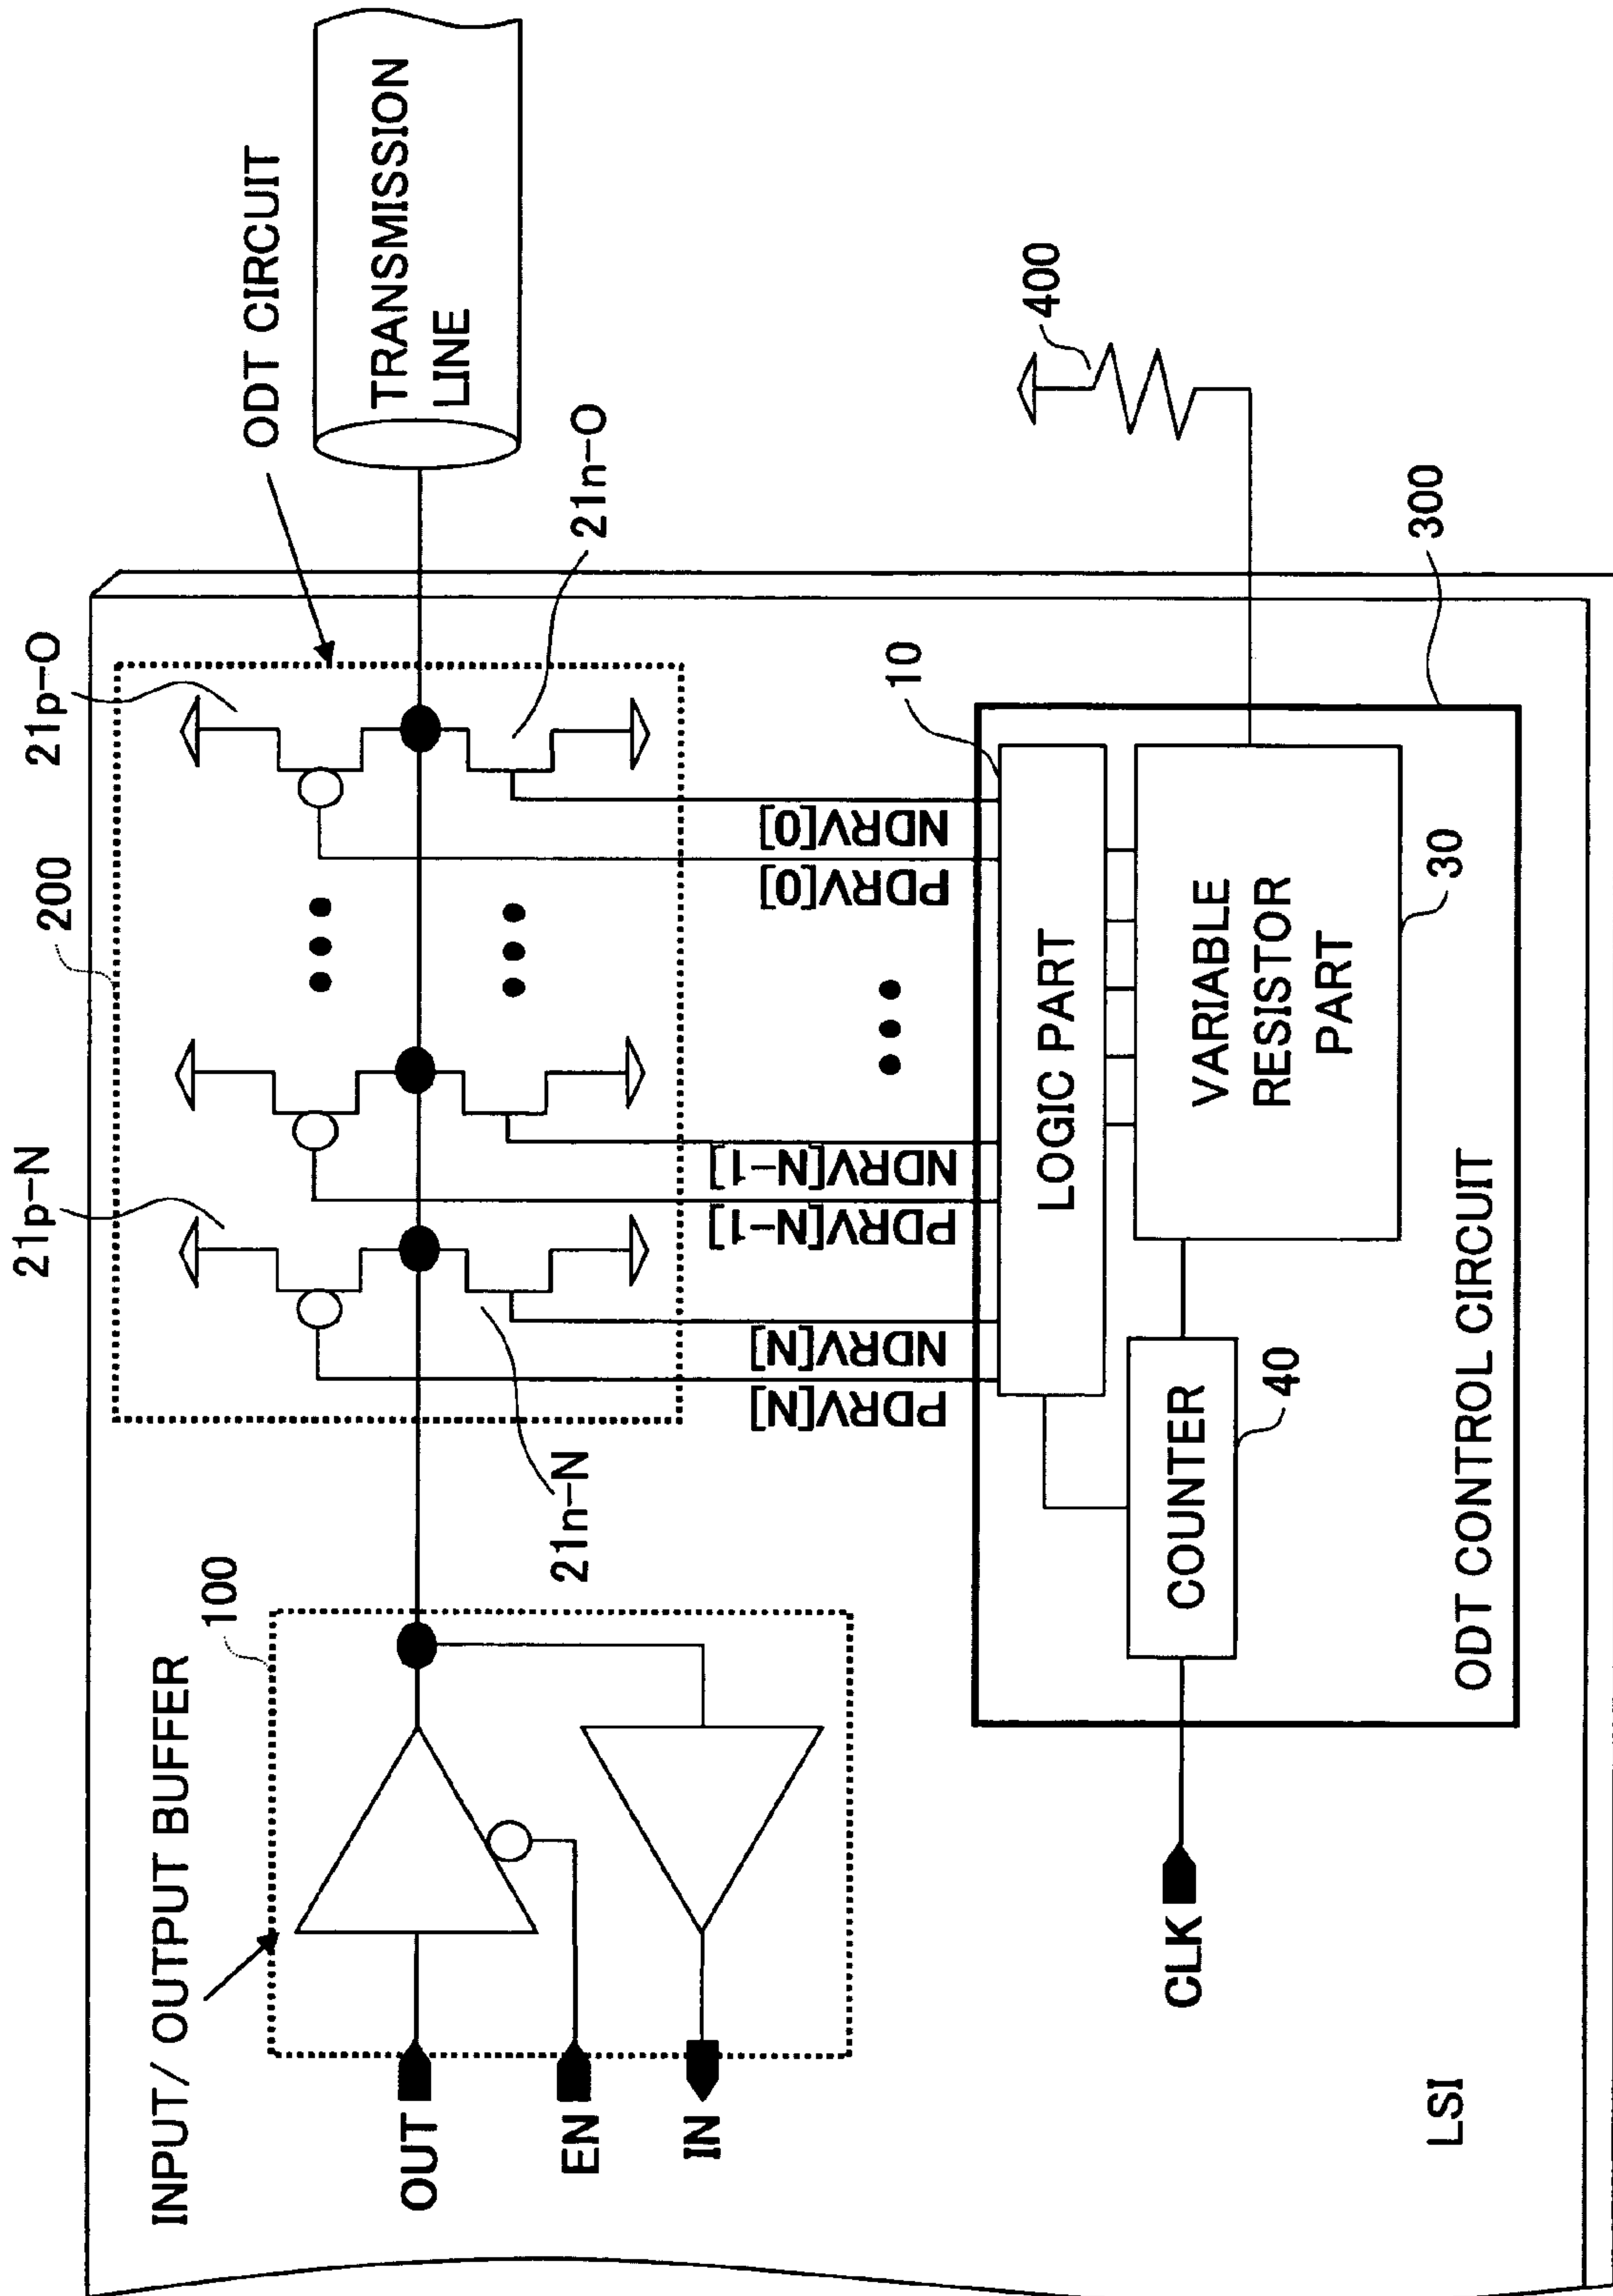 INPUT/ OUTPUT BUFFER
100
OUT
EN
IN
21p-N
200
21p-O
ODT CIRCUIT
TRANSMISSION
LINE
21n-N
21n-O
PDRV[N]
NDRV[N]
PDRV[N-1]
NDRV[N-1]
PDRV[0]
NDRV[0]
10
400
LOGIC PART
CLK
COUNTER
40
VARIABLE
RESISTOR
PART
30
300
ODT CONTROL CIRCUIT
LSI